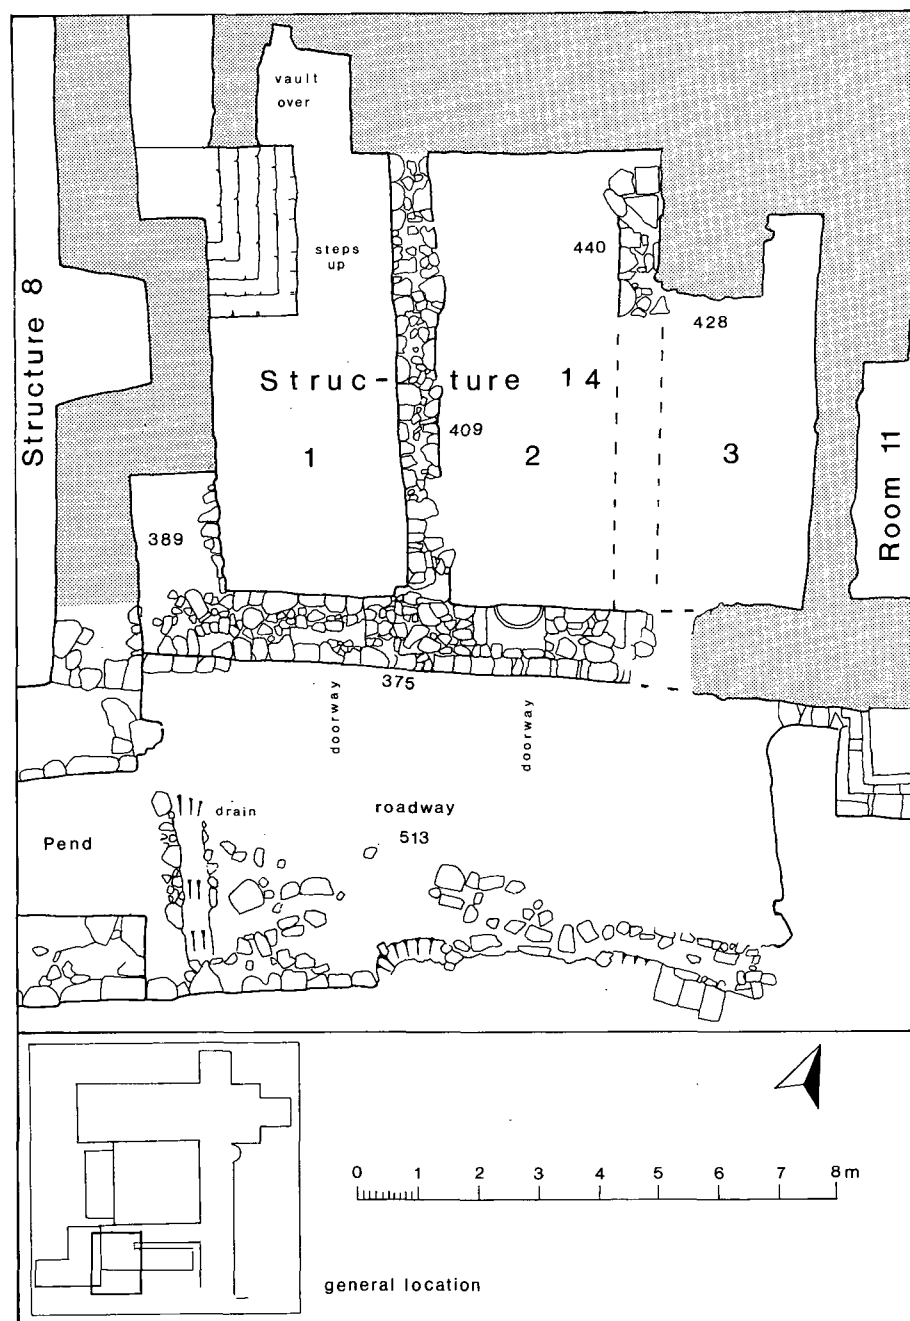 vault
over
steps
up
440
428
Structure 8
Struc- ture 14
409
1
2
3
Room 11
389
375
doorway
doorway
drain
roadway
Pend
513
0 1 2 3 4 5 6 7 8 m
general location